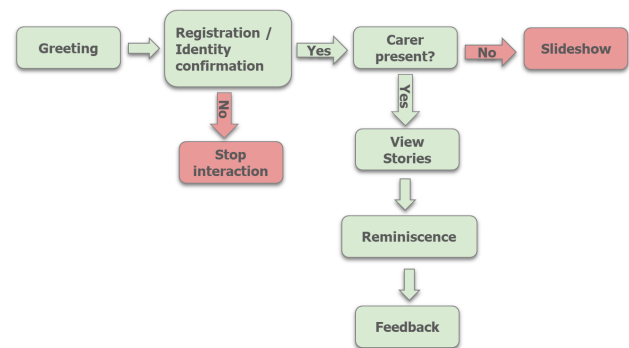 Greeting
Registration /
Identity
confirmation
Yes
Carer
present?
No
Slideshow
No
Yes
Stop
interaction
View
Stories
Reminiscence
Feedback